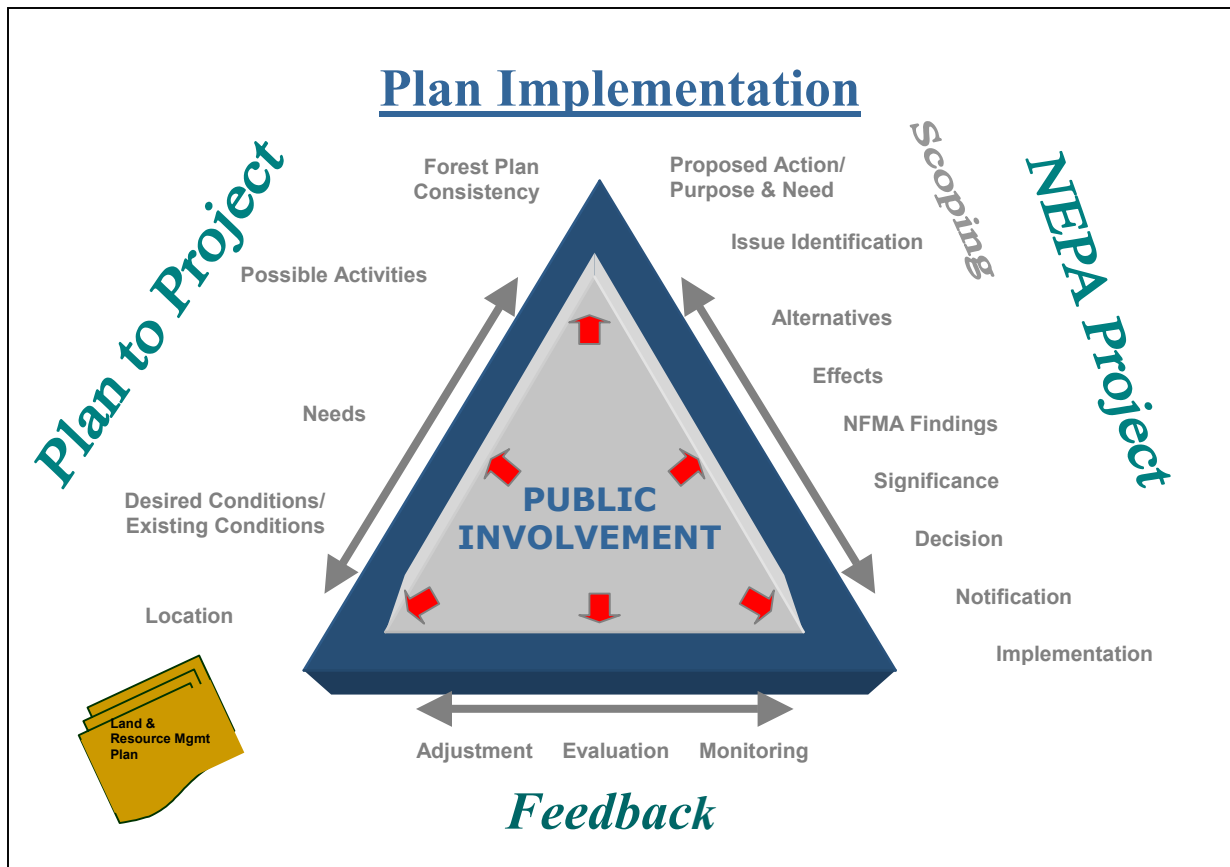 Plan Implementation
Plan to Project
Forest Plan
Consistency
Possible Activities
Needs
Desired Conditions/
Existing Conditions
Location
Land &
Resource Mgmt
Plan
Proposed Action/
Purpose & Need
Scoping
Issue Identification
NEPA Project
Alternatives
Effects
NFMA Findings
Significance
Decision
Notification
Implementation
PUBLIC
INVOLVEMENT
Adjustment Evaluation Monitoring
Feedback